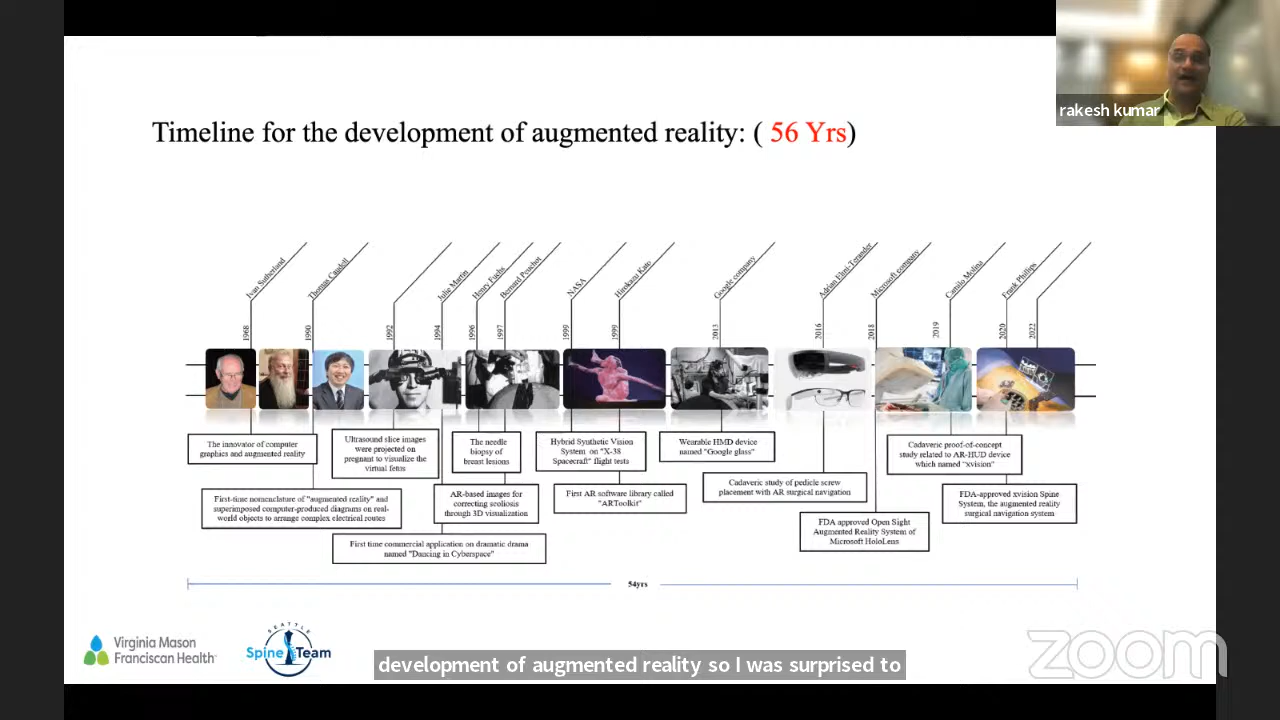 rakesh kumar
Timeline for the development of augmented reality: ( 56 Yrs)
Ivan Sutherland
Thomas Caudell
Julie Martin
Henry Fuchs
Bernard Peuchot
NASA
Hirokazu Kato
Google company
Adrian Elmi-Terander
Microsoft company
Camilo Molina
Frank Phillips
1968
1990
1992
1994
1996
1997
1999
1999
2013
2016
2018
2019
2020
2022
The innovator of computer
graphics and augmented reality
First-time nomenclature of "augmented reality" and
superimposed computer-produced diagrams on real-
world objects to arrange complex electrical routes
Ultrasound slice images
were projected on
pregnant to visualize the
virtual fetus
First time commercial application on dramatic drama
named "Dancing in Cyberspace"
The needle
biopsy of
breast lesions
AR-based images for
correcting scoliosis
through 3D visualization
Hybrid Synthetic Vision
System on "X-38
Spacecraft" flight tests
First AR software library called
"ARToolkit"
Wearable HMD device
named "Google glass"
Cadaveric study of pedicle screw
placement with AR surgical navigation
FDA approved Open Sight
Augmented Reality System of
Microsoft HoloLens
Cadaveric proof-of-concept
study related to AR-HUD device
which named "xvision"
FDA-approved xvision Spine
System, the augmented reality
surgical navigation system
54yrs
Virginia Mason
Franciscan Health
SEATTLE
Spine Team
development of augmented reality so I was surprised to
zoom